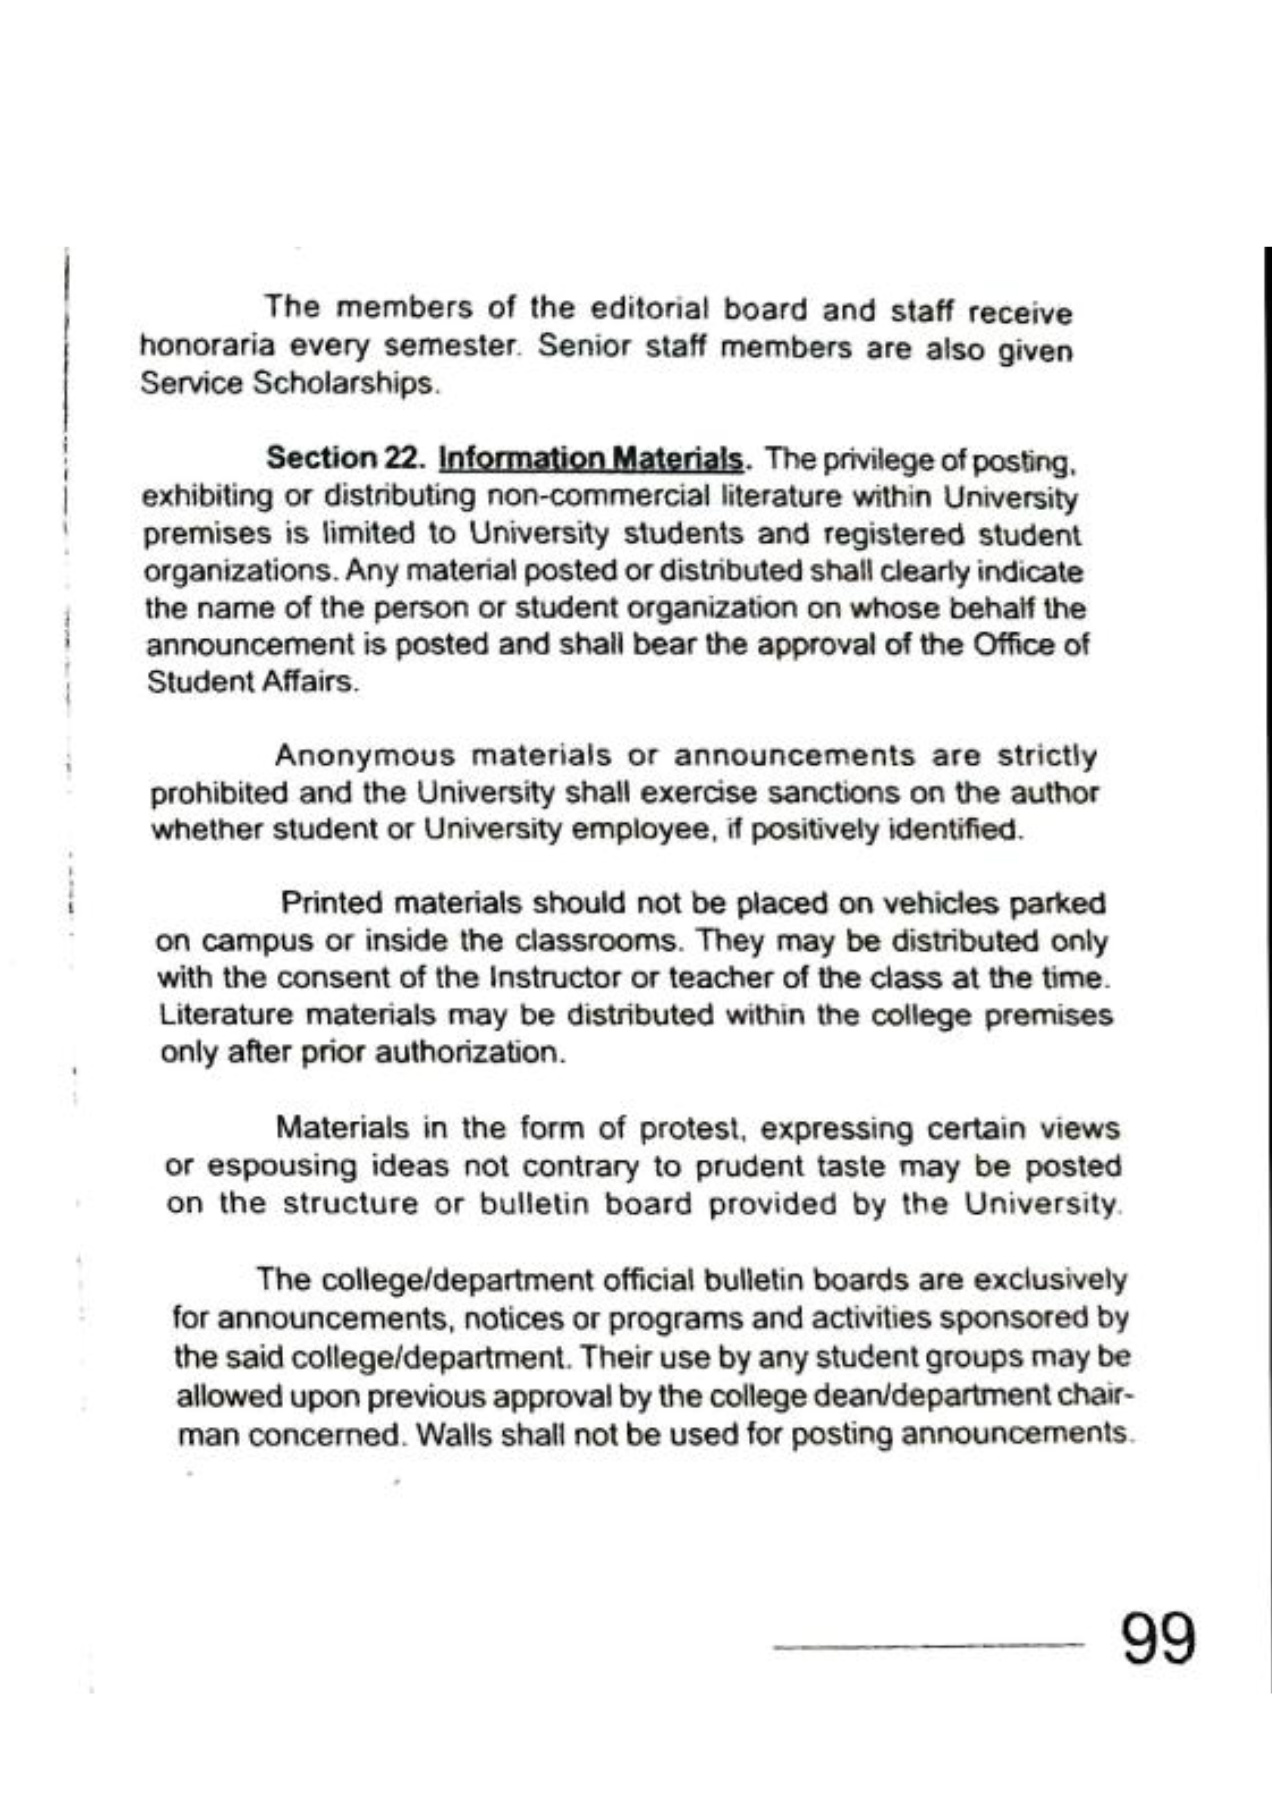 The members of the editorial board and staff receive
honoraria every semester. Senior staff members are also given
Service Scholarships.
Section 22. Information Materials. The privilege of posting,
exhibiting or distributing non-commercial literature within University
premises is limited to University students and registered student
organizations. Any material posted or distributed shall clearly indicate
the name of the person or student organization on whose behalf the
announcement is posted and shall bear the approval of the Office of
Student Affairs.
Anonymous materials or announcements are strictly
prohibited and the University shall exercise sanctions on the author
whether student or University employee, if positively identified.
Printed materials should not be placed on vehicles parked
on campus or inside the classrooms. They may be distributed only
with the consent of the Instructor or teacher of the class at the time.
Literature materials may be distributed within the college premises
only after prior authorization.
Materials in the form of protest, expressing certain views
or espousing ideas not contrary to prudent taste may be posted
on the structure or bulletin board provided by the University.
The college/department official bulletin boards are exclusively
for announcements, notices or programs and activities sponsored by
the said college/department. Their use by any student groups may be
allowed upon previous approval by the college dean/department chair-
man concerned. Walls shall not be used for posting announcements.
99